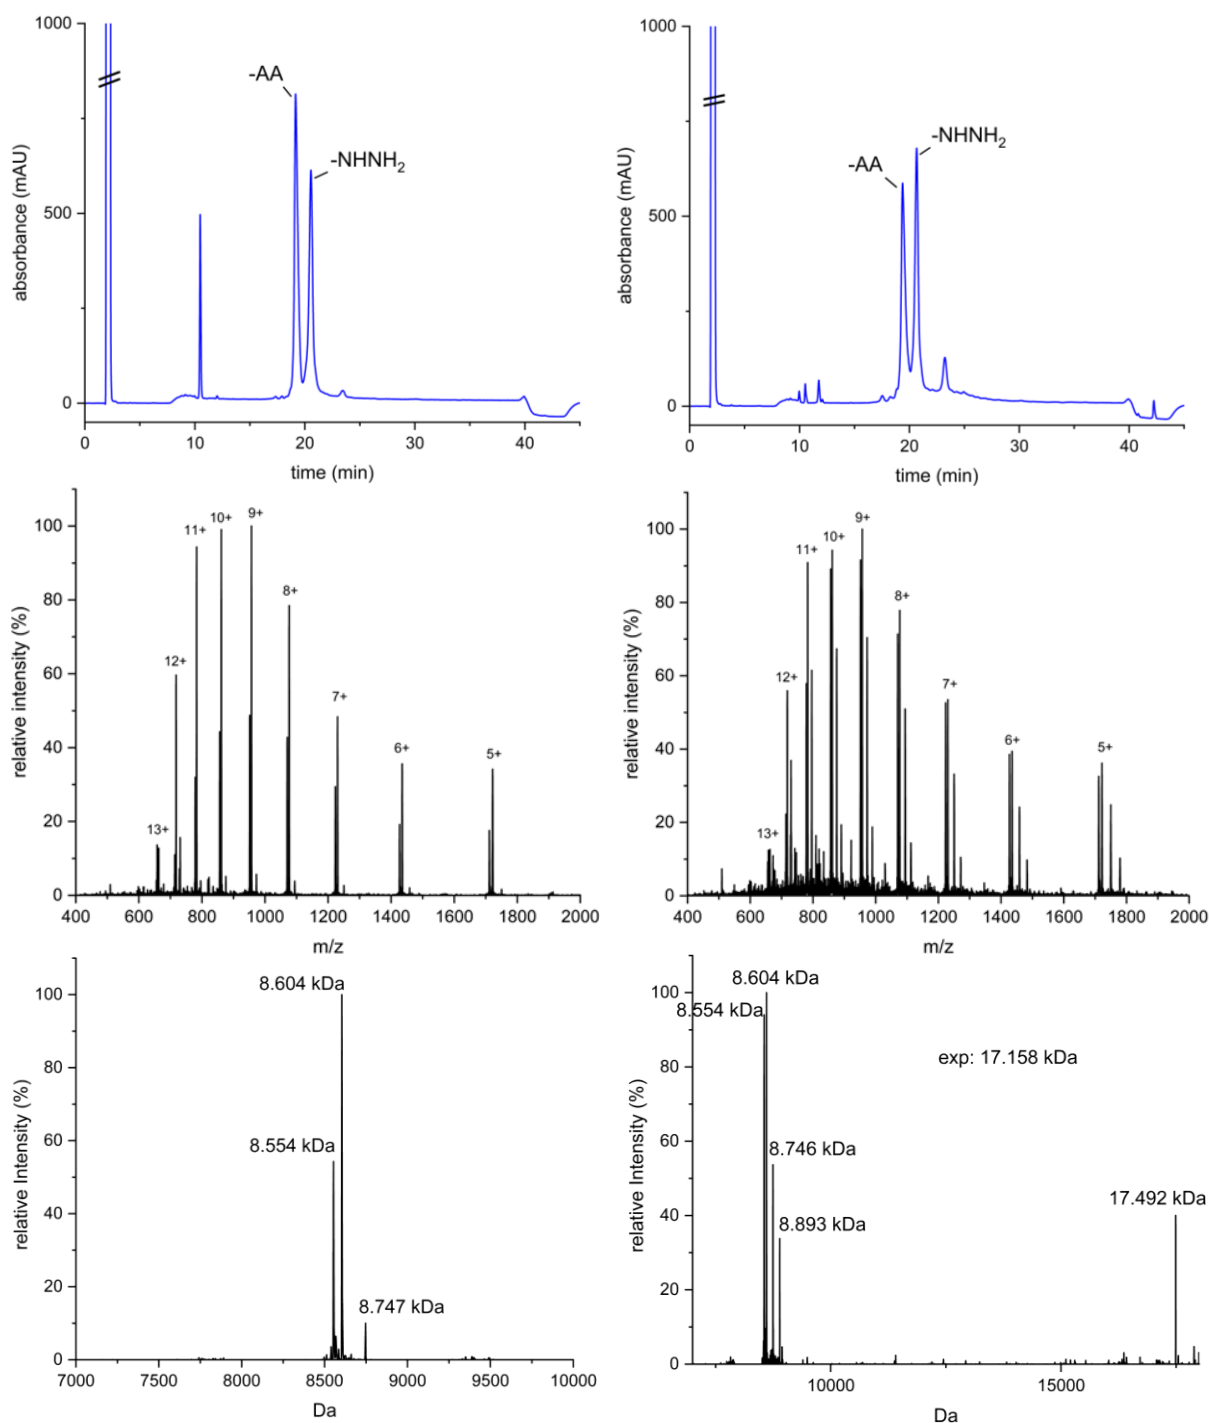 1000
500
0
absorbance (mAU)
-AA
-NHNH2
0 10 20 30 40
time (min)
1000
500
0
absorbance (mAU)
-AA
-NHNH2
0 10 20 30 40
time (min)
100
80
60
40
20
0
relative intensity (%)
13+ 12+ 11+ 10+ 9+ 8+ 7+ 6+ 5+
400 600 800 1000 1200 1400 1600 1800 2000
m/z
100
80
60
40
20
0
relative intensity (%)
13+ 12+ 11+ 10+ 9+ 8+ 7+ 6+ 5+
400 600 800 1000 1200 1400 1600 1800 2000
m/z
100
80
60
40
20
0
relative Intensity (%)
8.604 kDa
8.554 kDa
8.747 kDa
7000 7500 8000 8500 9000 9500 10000
Da
100
80
60
40
20
0
relative Intensity (%)
8.604 kDa
8.554 kDa
exp: 17.158 kDa
8.746 kDa
8.893 kDa
17.492 kDa
10000 15000
Da